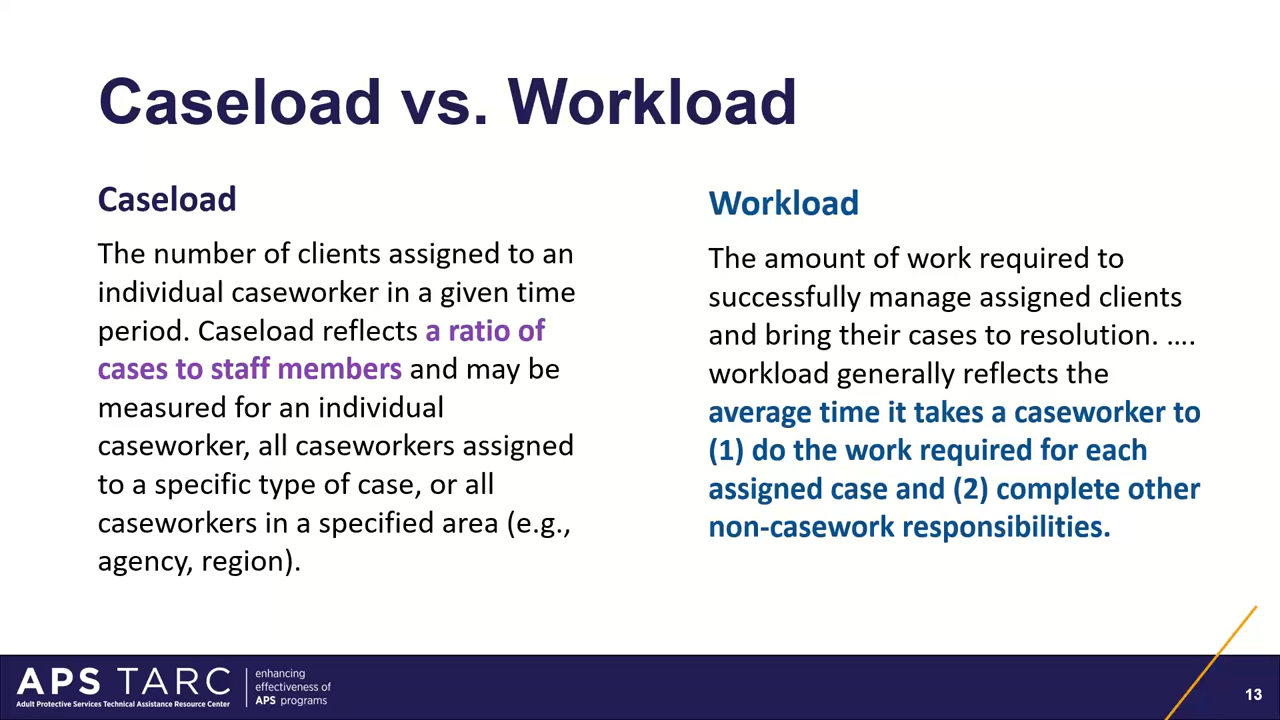 Caseload vs. Workload
Caseload
The number of clients assigned to an
individual caseworker in a given time
period. Caseload reflects a ratio of
cases to staff members and may be
measured for an individual
caseworker, all caseworkers assigned
to a specific type of case, or all
caseworkers in a specified area (e.g.,
agency, region).
Workload
The amount of work required to
successfully manage assigned clients
and bring their cases to resolution. ....
workload generally reflects the
average time it takes a caseworker to
(1) do the work required for each
assigned case and (2) complete other
non-casework responsibilities.
APS TARC
Adult Protective Services Technical Assistance Resource Center
enhancing
effectiveness of
APS programs
13